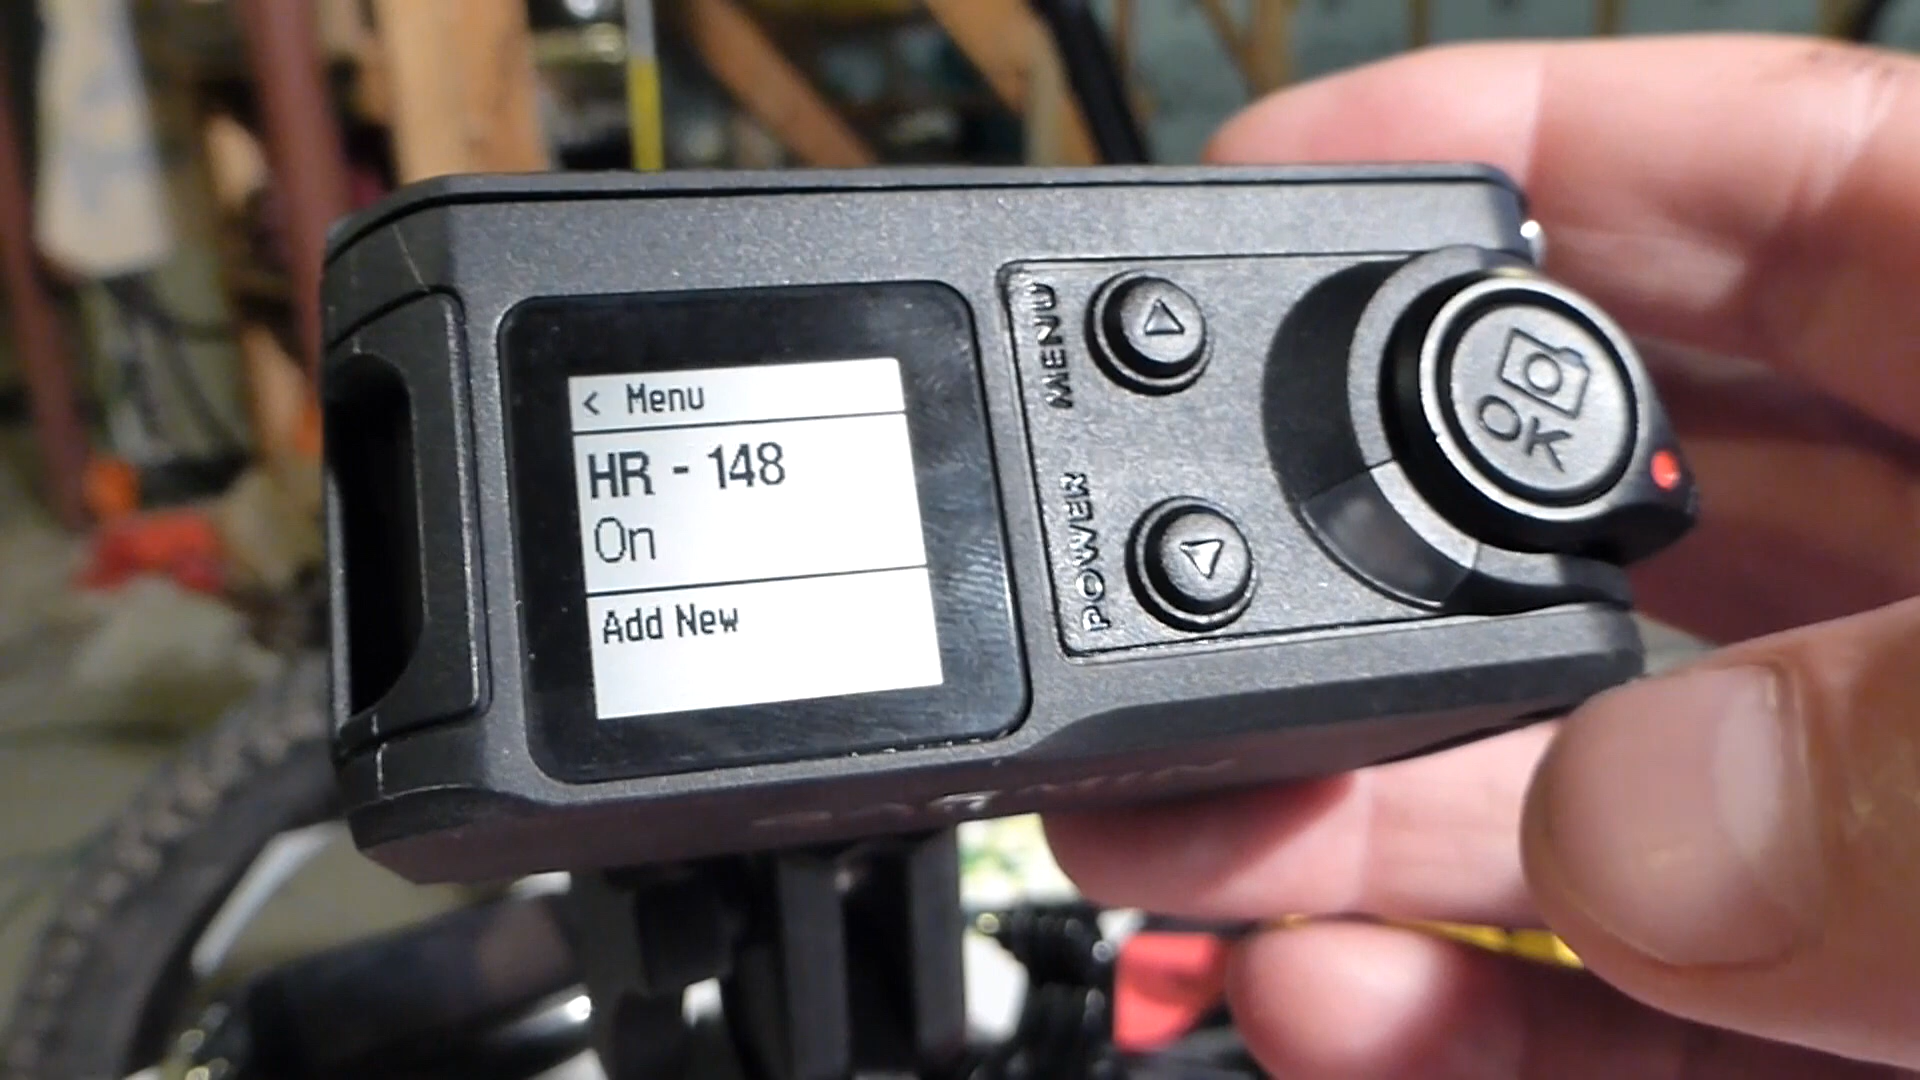 < Menu
HR - 148
On
Add New
MENU
POWER
OK